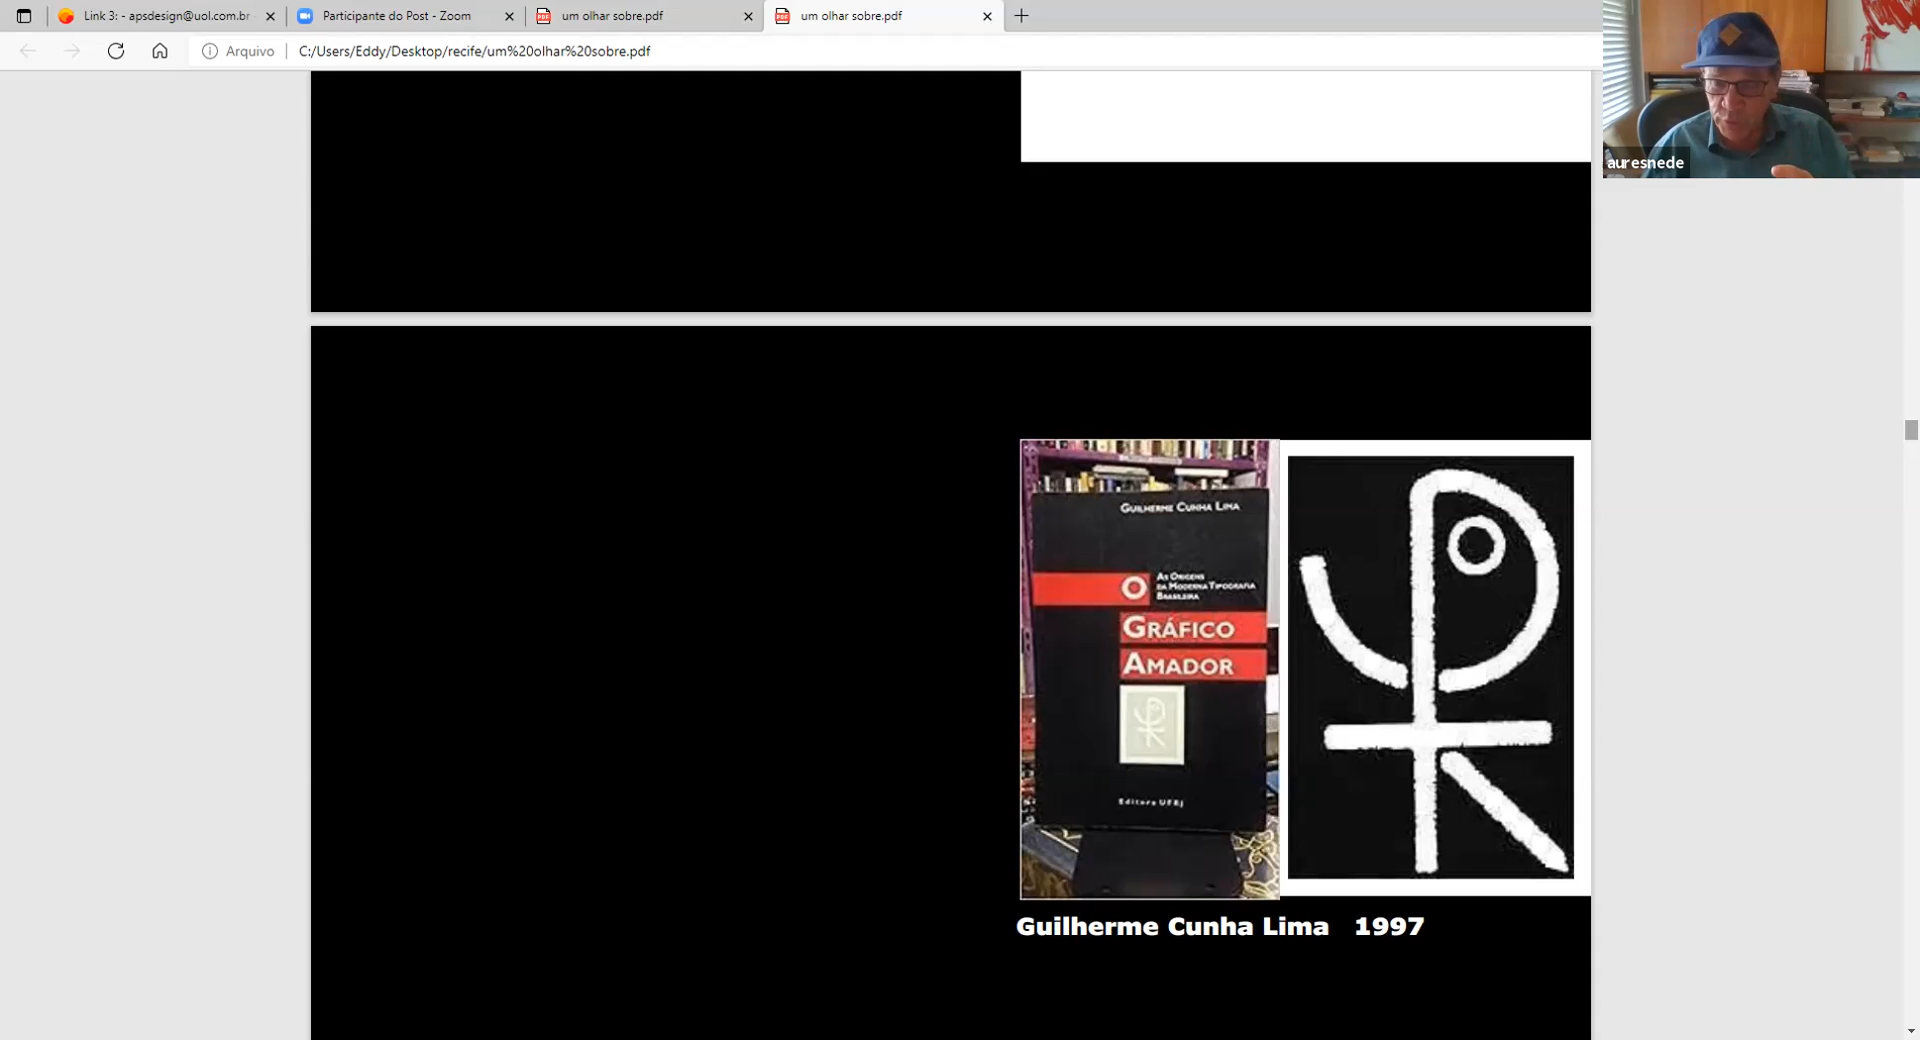 Link 3: - apsdesign@uol.com.br
Participante do Post - Zoom
um olhar sobre.pdf
um olhar sobre.pdf
Arquivo
C:/Users/Eddy/Desktop/recife/um%20olhar%20sobre.pdf
auresnede
GUILHERME CUNHA LIMA
O
AS ORIGENS
DA MODERNA TIPOGRAFIA
BRASILEIRA
GRÁFICO
AMADOR
Editora UFRJ
Guilherme Cunha Lima 1997